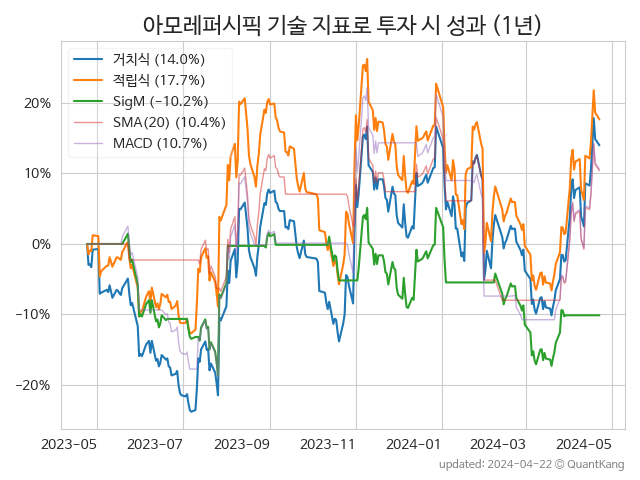 아모레퍼시픽 기술 지표로 투자 시 성과 (1년)
거치식 (14.0%)
적립식 (17.7%)
SigM (−10.2%)
SMA(20) (10.4%)
MACD (10.7%)
20%
10%
0%
−10%
−20%
2023-05 2023-07 2023-09 2023-11 2024-01 2024-03 2024-05
updated: 2024-04-22 © QuantKang